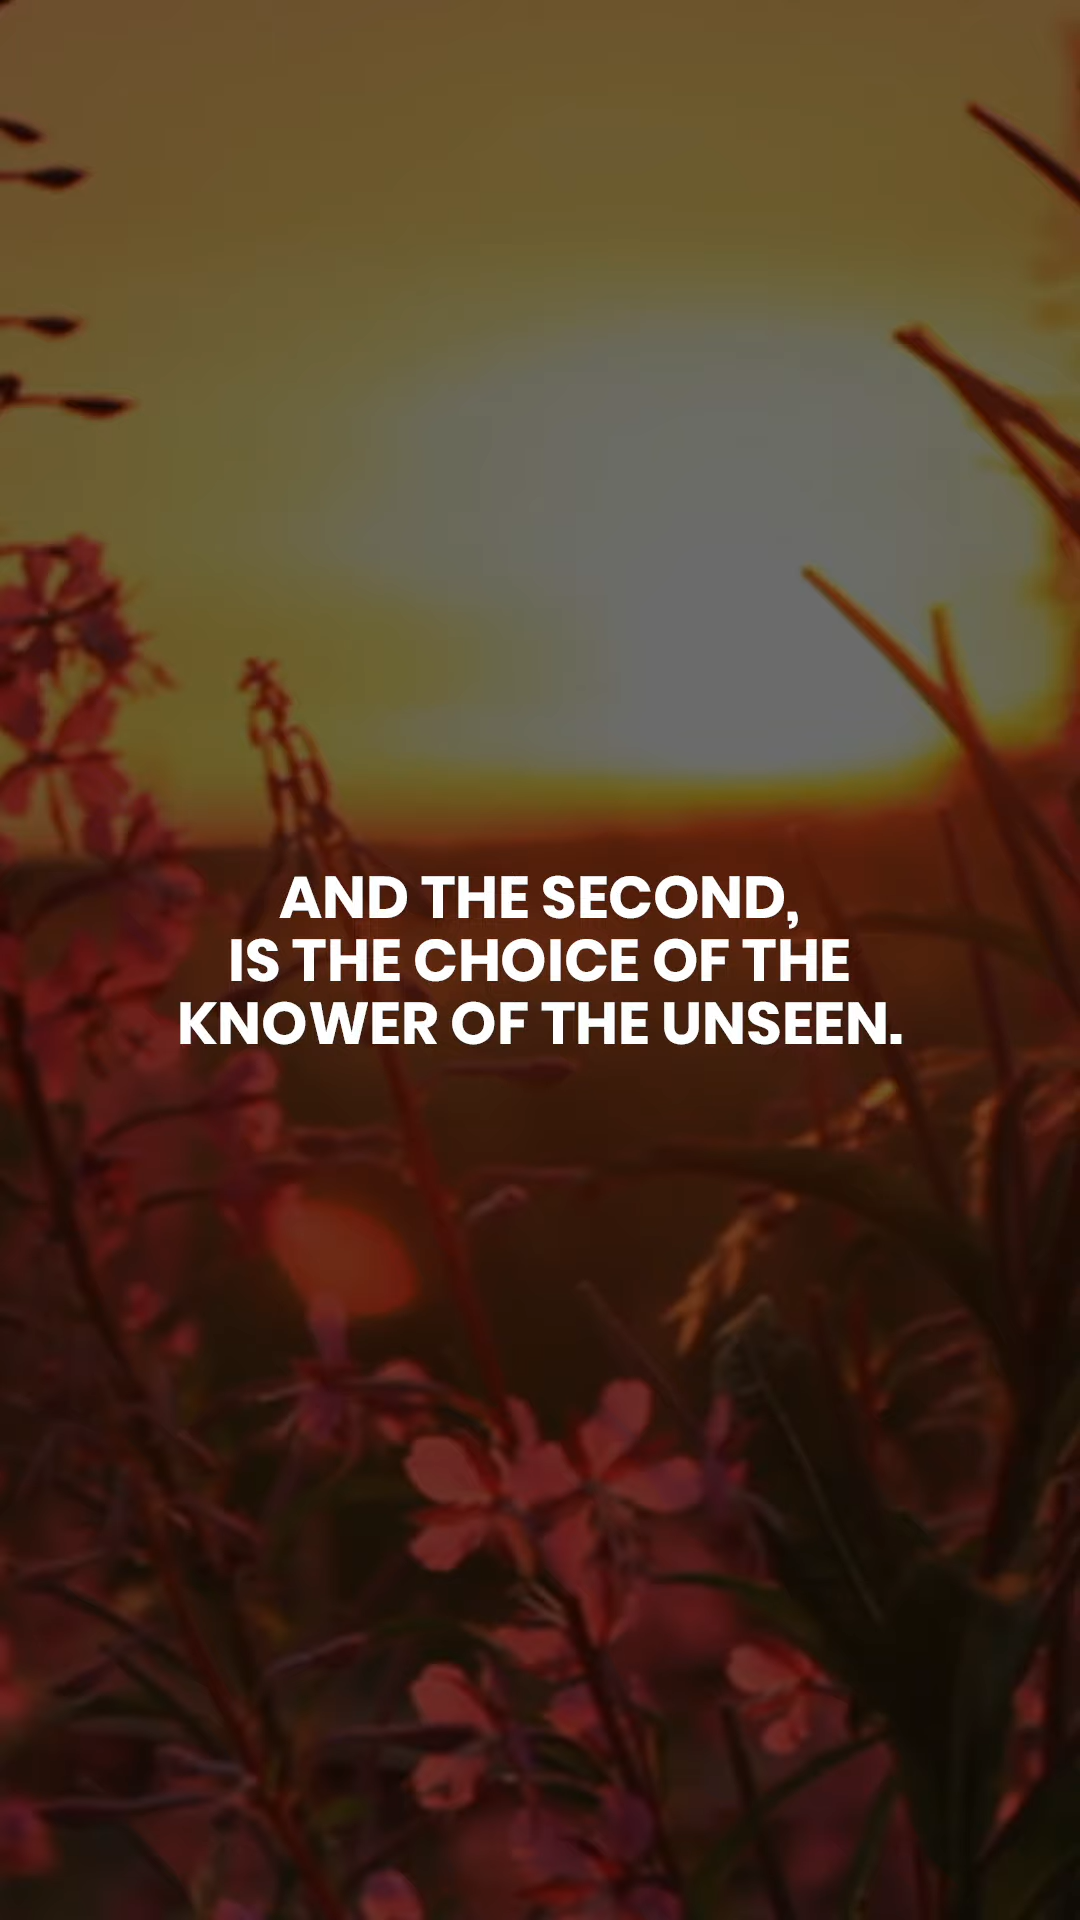 AND THE SECOND,
IS THE CHOICE OF THE
KNOWER OF THE UNSEEN.